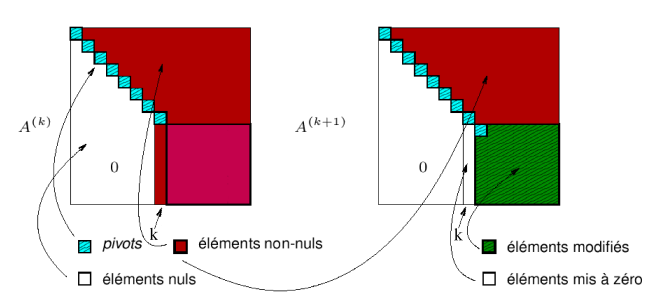 A^(k)
A^(k+1)
0
0
k
k
pivots
éléments non-nuls
éléments modifiés
éléments nuls
éléments mis à zéro